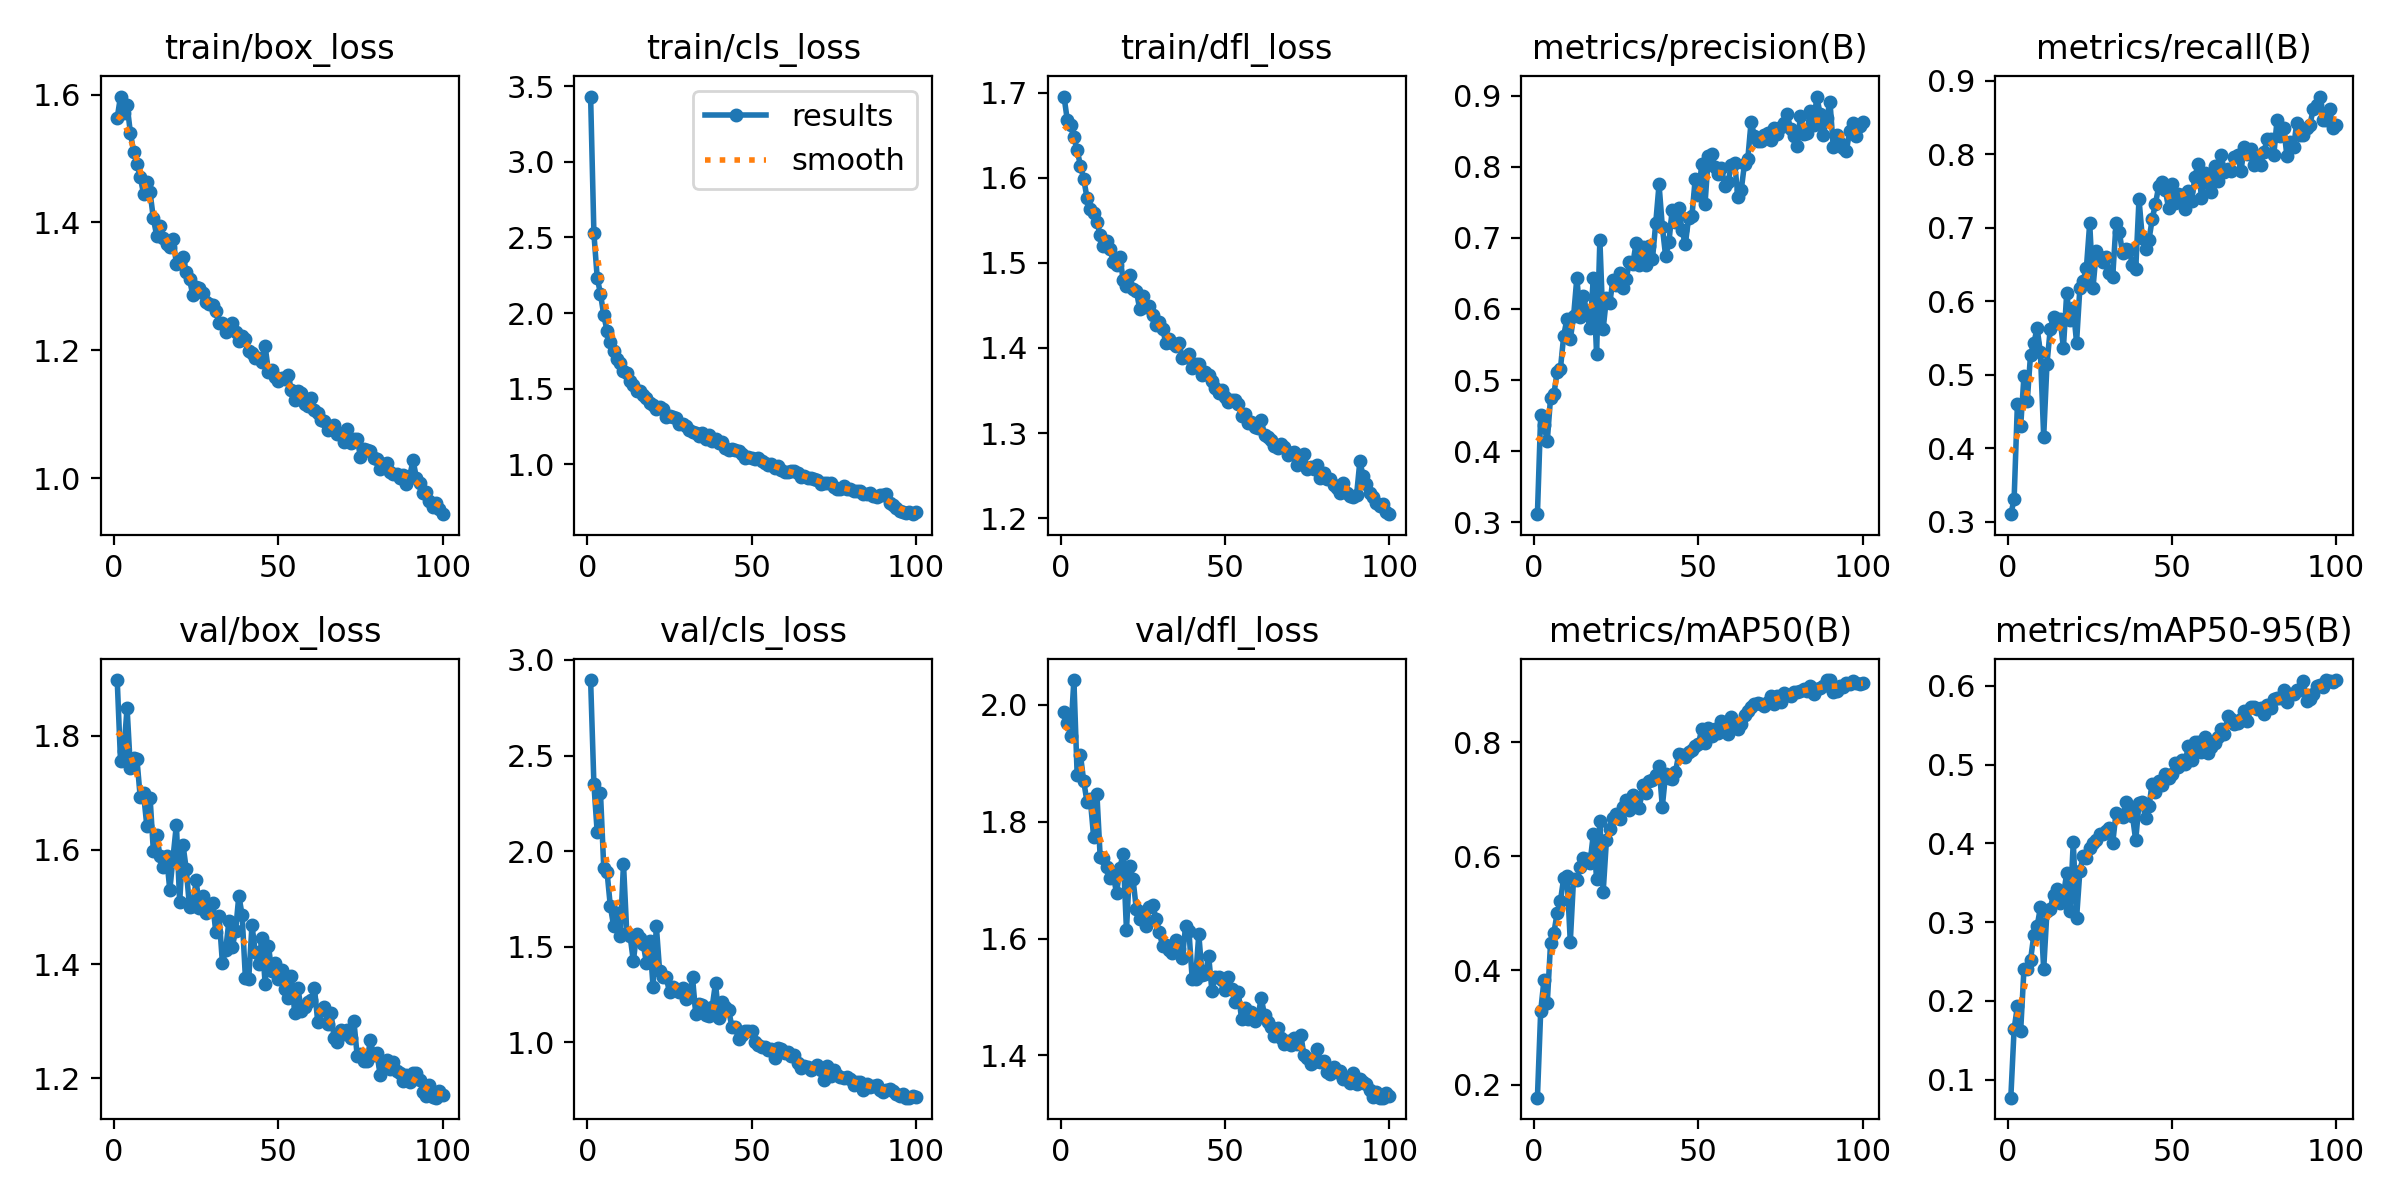 train/box_loss
1.6
1.4
1.2
1.0
0 50 100
train/cls_loss
results
smooth
3.5
3.0
2.5
2.0
1.5
1.0
0 50 100
train/dfl_loss
1.7
1.6
1.5
1.4
1.3
1.2
0 50 100
metrics/precision(B)
0.9
0.8
0.7
0.6
0.5
0.4
0.3
0 50 100
metrics/recall(B)
0.9
0.8
0.7
0.6
0.5
0.4
0.3
0 50 100
val/box_loss
1.8
1.6
1.4
1.2
0 50 100
val/cls_loss
3.0
2.5
2.0
1.5
1.0
0 50 100
val/dfl_loss
2.0
1.8
1.6
1.4
0 50 100
metrics/mAP50(B)
0.8
0.6
0.4
0.2
0 50 100
metrics/mAP50-95(B)
0.6
0.5
0.4
0.3
0.2
0.1
0 50 100